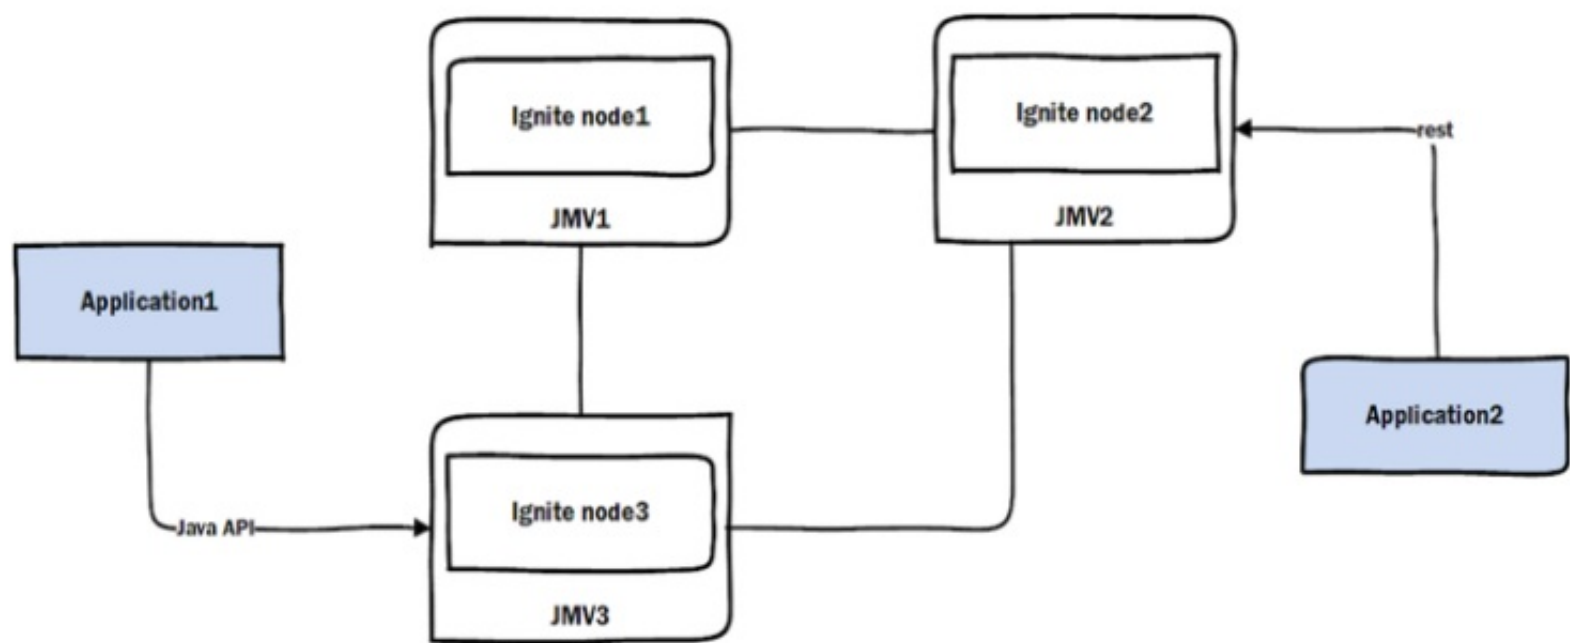 Ignite node1
JMV1
Ignite node2
JMV2
rest
Application1
Application2
Java API
Ignite node3
JMV3